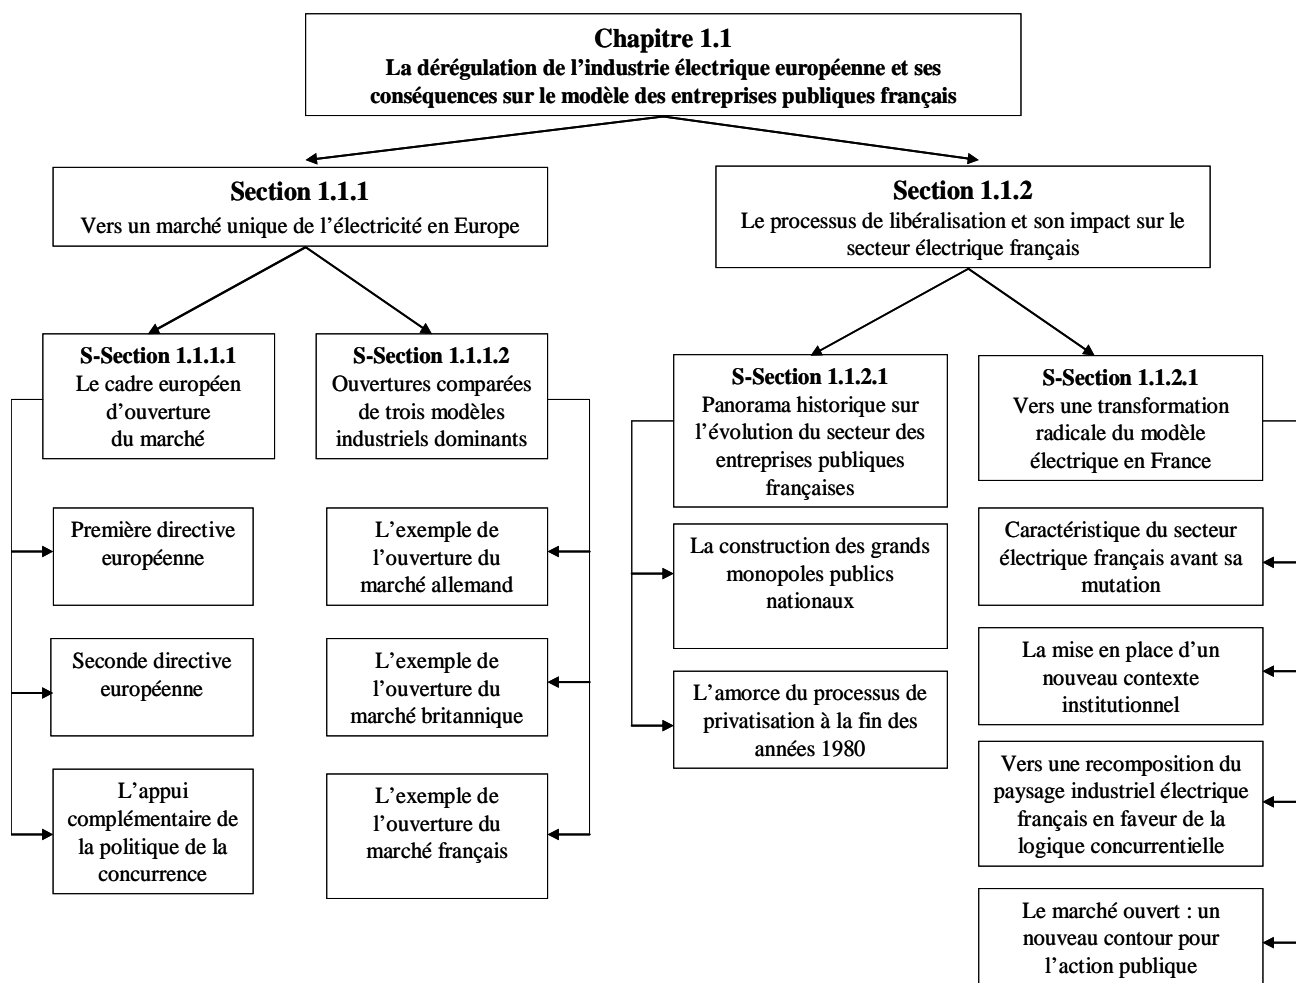 Chapitre 1.1
La dérégulation de l’industrie électrique européenne et ses
conséquences sur le modèle des entreprises publiques français
Section 1.1.1
Vers un marché unique de l’électricité en Europe
Section 1.1.2
Le processus de libéralisation et son impact sur le
secteur électrique français
S-Section 1.1.1.1
Le cadre européen
d’ouverture
du marché
Première directive
européenne
Seconde directive
européenne
L’appui
complémentaire de
la politique de la
concurrence
S-Section 1.1.1.2
Ouvertures comparées
de trois modèles
industriels dominants
L’exemple de
l’ouverture du
marché allemand
L’exemple de
l’ouverture du
marché britannique
L’exemple de
l’ouverture du
marché français
S-Section 1.1.2.1
Panorama historique sur
l’évolution du secteur des
entreprises publiques
françaises
La construction des grands
monopoles publics
nationaux
L’amorce du processus de
privatisation à la fin des
années 1980
S-Section 1.1.2.1
Vers une transformation
radicale du modèle
électrique en France
Caractéristique du secteur
électrique français avant sa
mutation
La mise en place d’un
nouveau contexte
institutionnel
Vers une recomposition du
paysage industriel électrique
français en faveur de la
logique concurrentielle
Le marché ouvert : un
nouveau contour pour
l’action publique